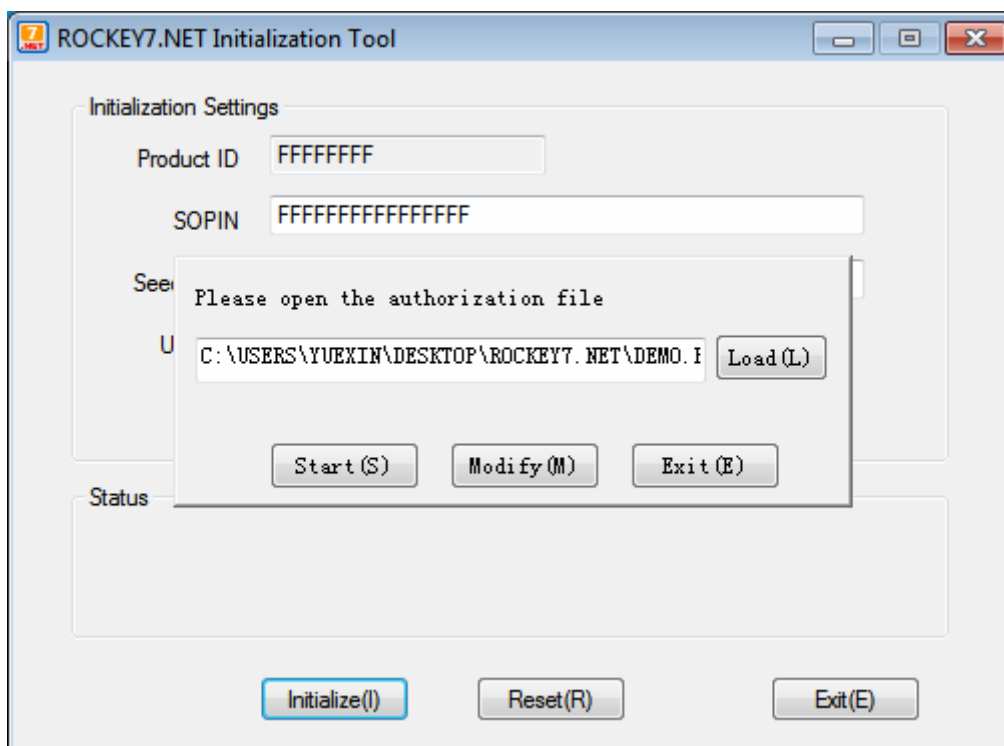 ROCKEY7.NET Initialization Tool
Initialization Settings
Product ID FFFFFFFF
SOPIN FFFFFFFFFFFFFFFF
Please open the authorization file
C:\USERS\YUEXIN\DESKTOP\ROCKEY7.NET\DEMO. Load(L)
Start(S) Modify(M) Exit(E)
Status
Initialize(I) Reset(R) Exit(E)